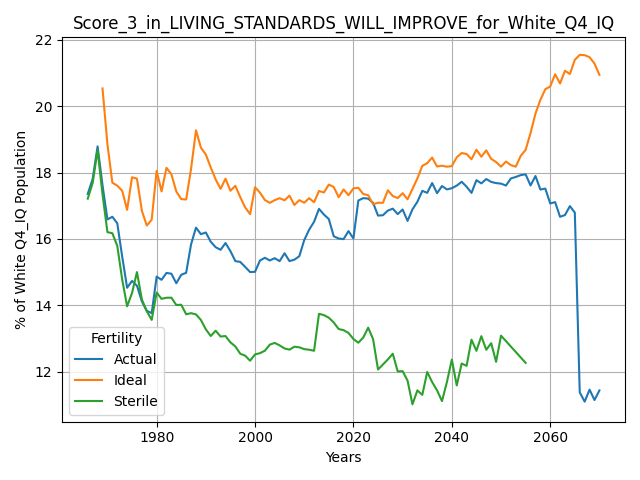 Score_3_in_LIVING_STANDARDS_WILL_IMPROVE_for_White_Q4_IQ
% of White Q4_IQ Population
22
20
18
16
14
12
Fertility
Actual
Ideal
Sterile
1980 2000 2020 2040 2060
Years